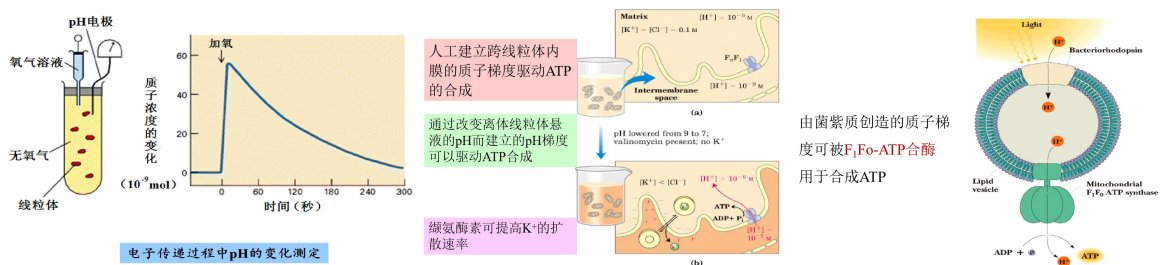 pH电极
氧气溶液
无氧气
线粒体
质子浓度的变化
(10⁻⁹mol)
加氧
60
40
20
0
0
60
120
180
240
300
时间(秒)
电子传递过程中pH的变化测定
人工建立跨线粒体内
膜的质子梯度驱动ATP
的合成
通过改变离体线粒体悬
液的pH而建立的pH梯度
可以驱动ATP合成
缬氨酶素可提高K⁺的扩
散速率
Matrix
[H⁺] = 10⁻⁹ M
[K⁺] = [Cl⁻] = 0.1 M
F₀F₁
Intermembrane
space
[H⁺] = 10⁻⁹ M
(a)
pH lowered from 9 to 7;
valinomycin present; no K⁺
[K⁺] < [Cl⁻]
[H⁺] = 10⁻⁹ M
ATP
ADP + Pᵢ
[H⁺] = 10⁻⁷ M
(b)
由菌紫质创造的质子梯
度可被F₁Fo-ATP合酶
用于合成ATP
Light
H⁺
Bacteriorhodopsin
H⁺
H⁺
Lipid
vesicle
Mitochondrial
F₁F₀ ATP synthase
ADP +
H⁺
ATP